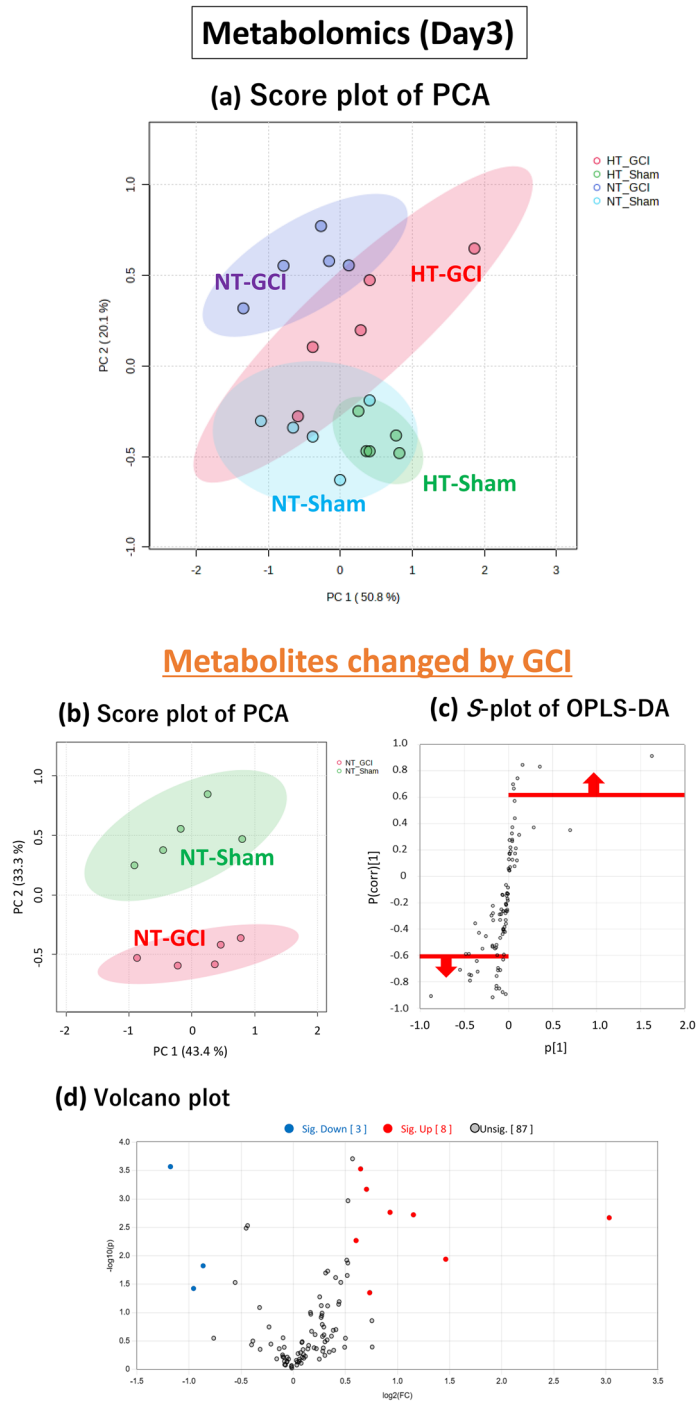 Metabolomics (Day3)
(a) Score plot of PCA
HT_GCI
HT_Sham
NT_GCI
NT_Sham
NT-GCI
HT-GCI
HT-Sham
NT-Sham
PC 2 ( 20.1 %)
1.0
0.5
0.0
-0.5
-1.0
-2 -1 0 1 2 3
PC 1 ( 50.8 %)
Metabolites changed by GCI
(b) Score plot of PCA
NT_GCI
NT_Sham
NT-Sham
NT-GCI
PC 2 (33.3 %)
1.0
0.5
0.0
-0.5
-2 -1 0 1 2
PC 1 (43.4 %)
(c) S-plot of OPLS-DA
P(corr)[1]
1.0
0.8
0.6
0.4
0.2
0
-0.2
-0.4
-0.6
-0.8
-1.0
-1.0 -0.5 0 0.5 1.0 1.5 2.0
p[1]
(d) Volcano plot
Sig. Down [ 3 ] Sig. Up [ 8 ] Unsig. [ 87 ]
-log10(p)
4.0
3.5
3.0
2.5
2.0
1.5
1.0
0.5
0
-1.5 -1.0 -0.5 0.0 0.5 1.0 1.5 2.0 2.5 3.0 3.5
log2(FC)